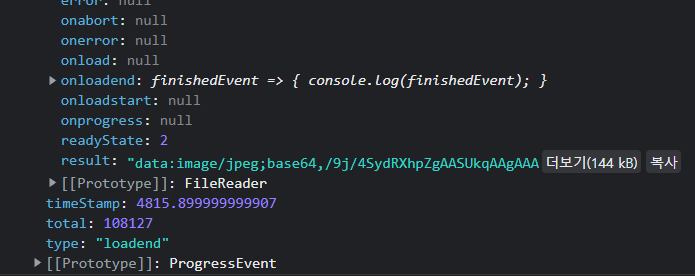 error: null
onabort: null
onerror: null
onload: null
onloadend: finishedEvent => { console.log(finishedEvent); }
onloadstart: null
onprogress: null
readyState: 2
result: "data:image/jpeg;base64,/9j/4SydRXhpZgAASUkqAAgAAA 더보기(144 kB) 복사
[[Prototype]]: FileReader
timeStamp: 4815.899999999907
total: 108127
type: "loadend"
[[Prototype]]: ProgressEvent